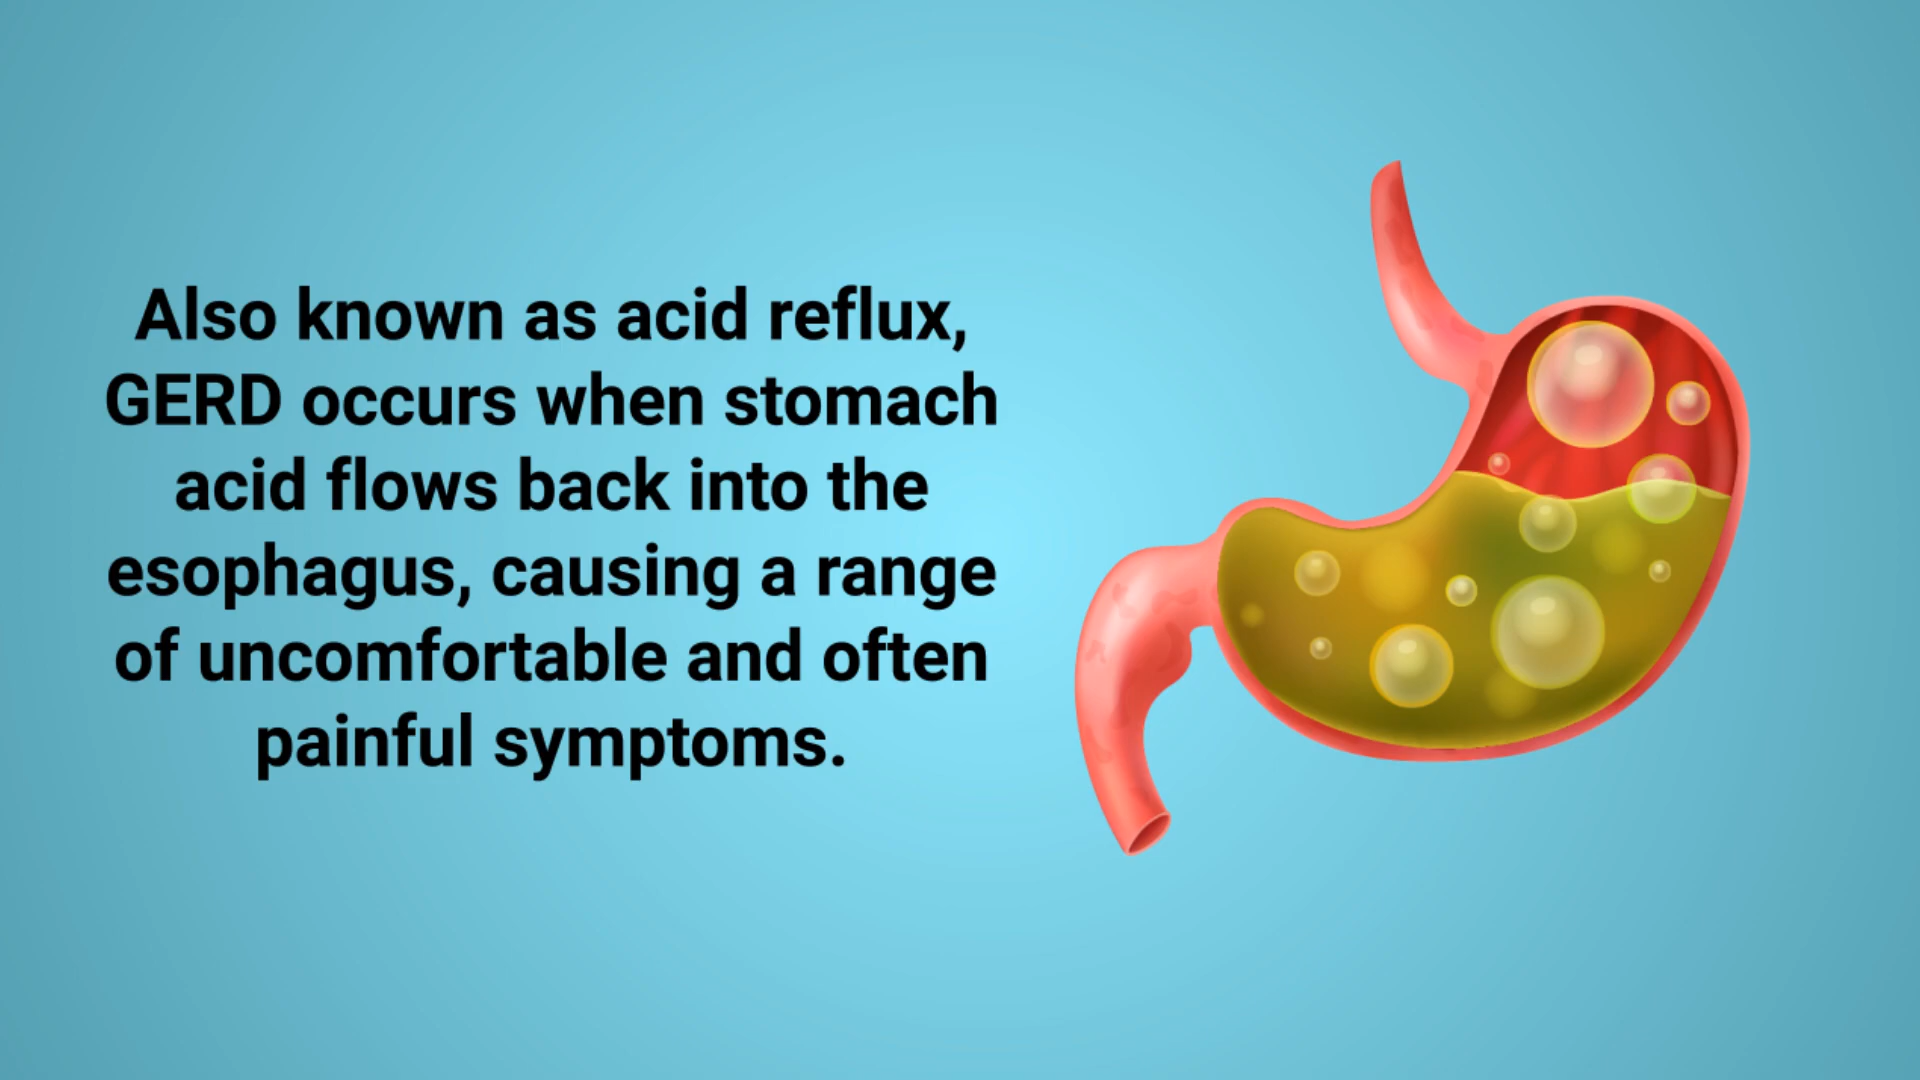 Also known as acid reflux,
GERD occurs when stomach
acid flows back into the
esophagus, causing a range
of uncomfortable and often
painful symptoms.